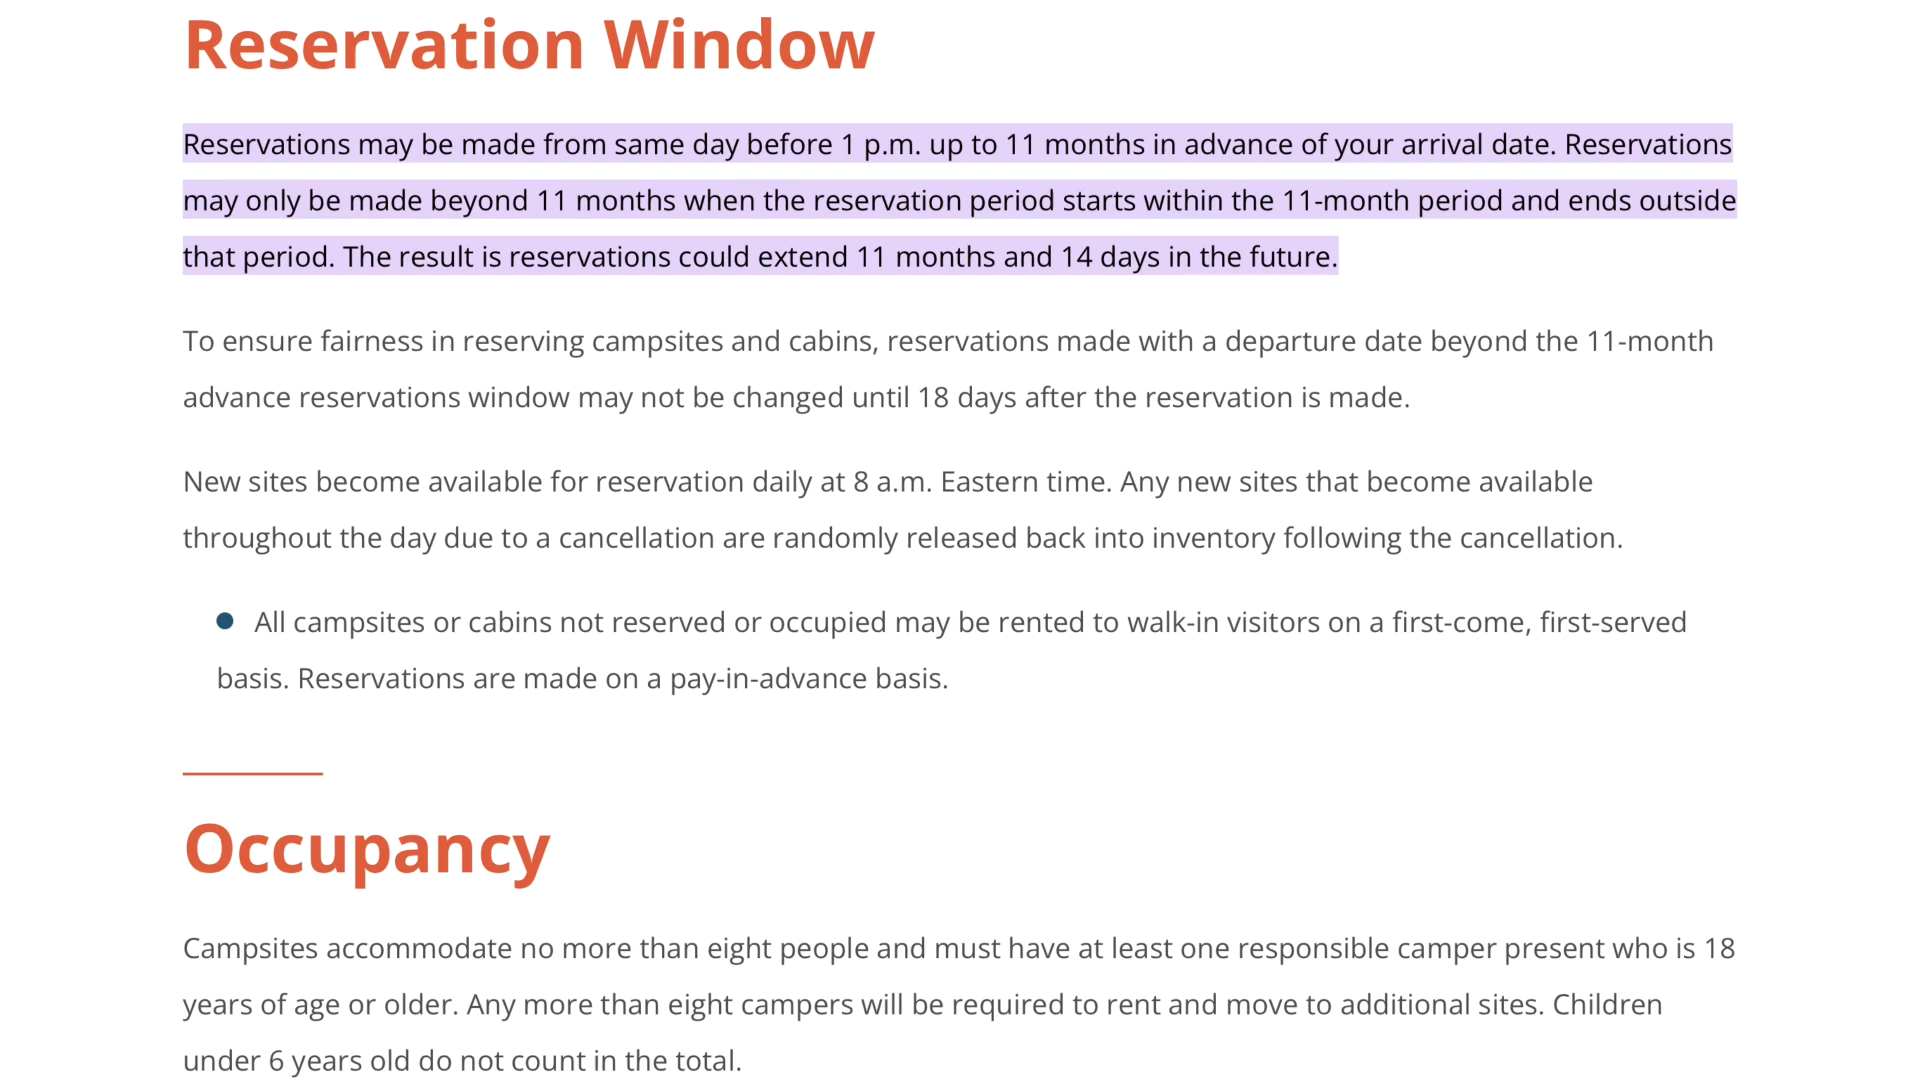 Reservation Window
Reservations may be made from same day before 1 p.m. up to 11 months in advance of your arrival date. Reservations
may only be made beyond 11 months when the reservation period starts within the 11-month period and ends outside
that period. The result is reservations could extend 11 months and 14 days in the future.
To ensure fairness in reserving campsites and cabins, reservations made with a departure date beyond the 11-month
advance reservations window may not be changed until 18 days after the reservation is made.
New sites become available for reservation daily at 8 a.m. Eastern time. Any new sites that become available
throughout the day due to a cancellation are randomly released back into inventory following the cancellation.
● All campsites or cabins not reserved or occupied may be rented to walk-in visitors on a first-come, first-served
basis. Reservations are made on a pay-in-advance basis.
Occupancy
Campsites accommodate no more than eight people and must have at least one responsible camper present who is 18
years of age or older. Any more than eight campers will be required to rent and move to additional sites. Children
under 6 years old do not count in the total.